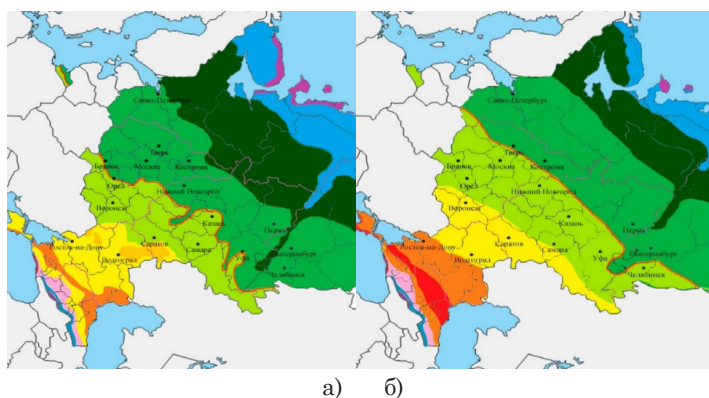 Санкт-Петербург
Тверь
Брянск Москва Кострома
Орел Нижний Новгород
Воронеж Казань Пермь
Ростов-на-Дону Саратов Самара Уфа Екатеринбург
Волгоград Челябинск
Санкт-Петербург
Тверь
Брянск Москва Кострома
Орел Нижний Новгород
Воронеж Казань Пермь
Ростов-на-Дону Саратов Самара Уфа Екатеринбург
Волгоград Челябинск
а) б)